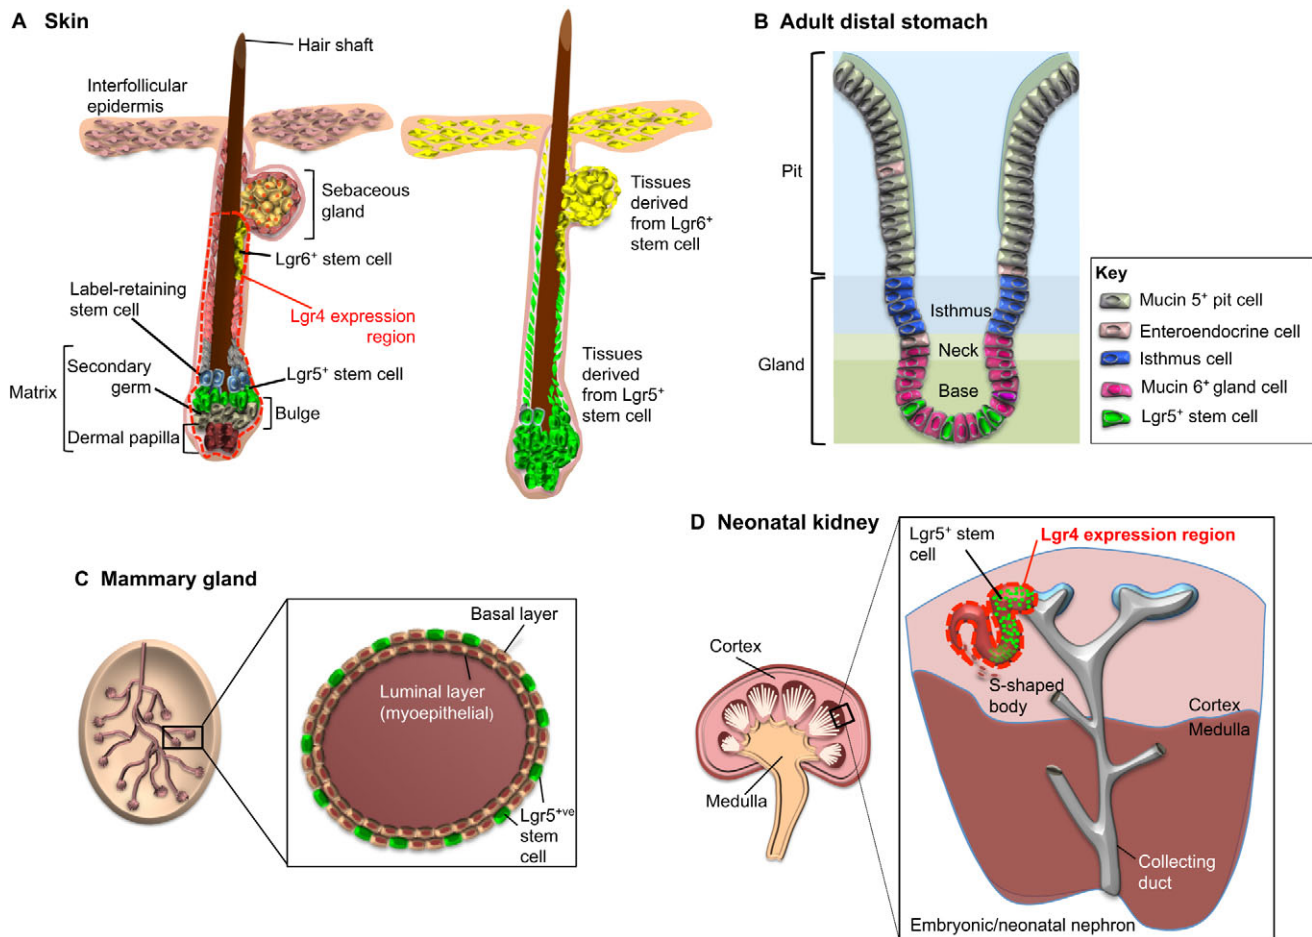 A Skin
Hair shaft
Interfollicular
epidermis
Sebaceous
gland
Lgr6+ stem cell
Lgr4 expression
region
Label-retaining
stem cell
Matrix
Secondary
germ
Lgr5+ stem cell
Bulge
Dermal papilla
Tissues
derived
from Lgr6+
stem cell
Tissues
derived
from Lgr5+
stem cell
B Adult distal stomach
Pit
Gland
Isthmus
Neck
Base
Key
Mucin 5+ pit cell
Enteroendocrine cell
Isthmus cell
Mucin 6+ gland cell
Lgr5+ stem cell
C Mammary gland
Basal layer
Luminal layer
(myoepithelial)
Lgr5+ve
stem
cell
D Neonatal kidney
Cortex
Medulla
Lgr5+ stem
cell
Lgr4 expression region
S-shaped
body
Cortex
Medulla
Collecting
duct
Embryonic/neonatal nephron